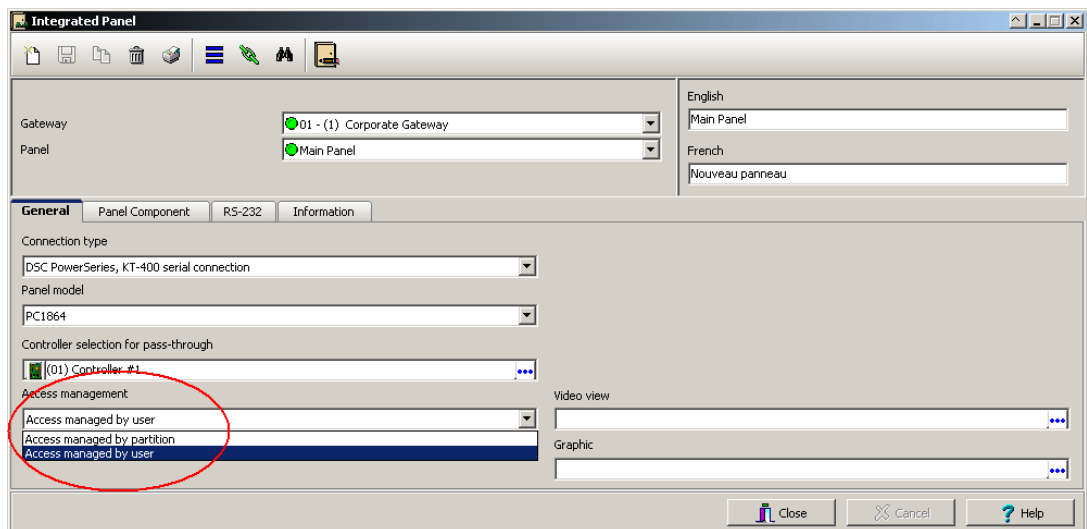 Integrated Panel
Gateway
01 - (1) Corporate Gateway
Panel
Main Panel
English
Main Panel
French
Nouveau panneau
General
Panel Component
RS-232
Information
Connection type
DSC PowerSeries, KT-400 serial connection
Panel model
PC1864
Controller selection for pass-through
(01) Controller #1
Access management
Access managed by user
Access managed by partition
Access managed by user
Video view
Graphic
Close
Cancel
Help